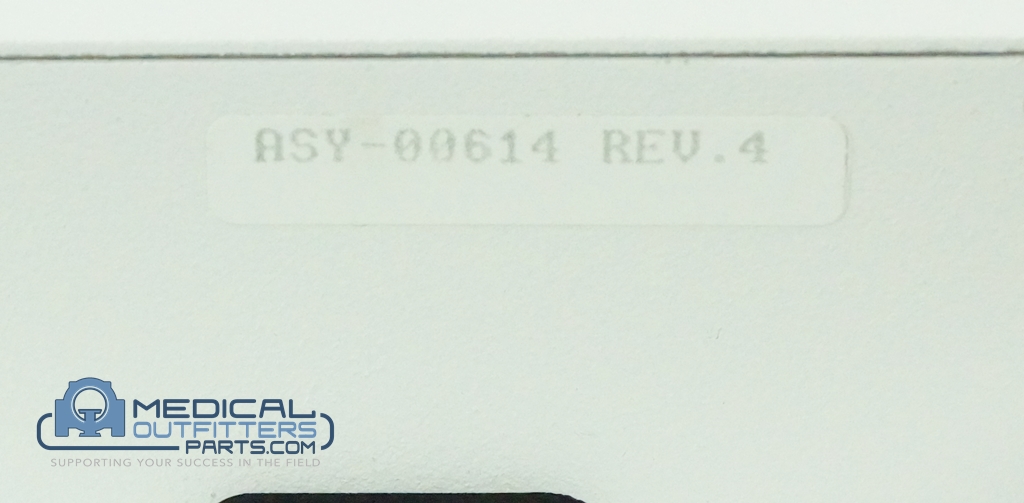 ASY-00614 REV.4
MEDICAL
OUTFITTERS
PARTS.COM
SUPPORTING YOUR SUCCESS IN THE FIELD